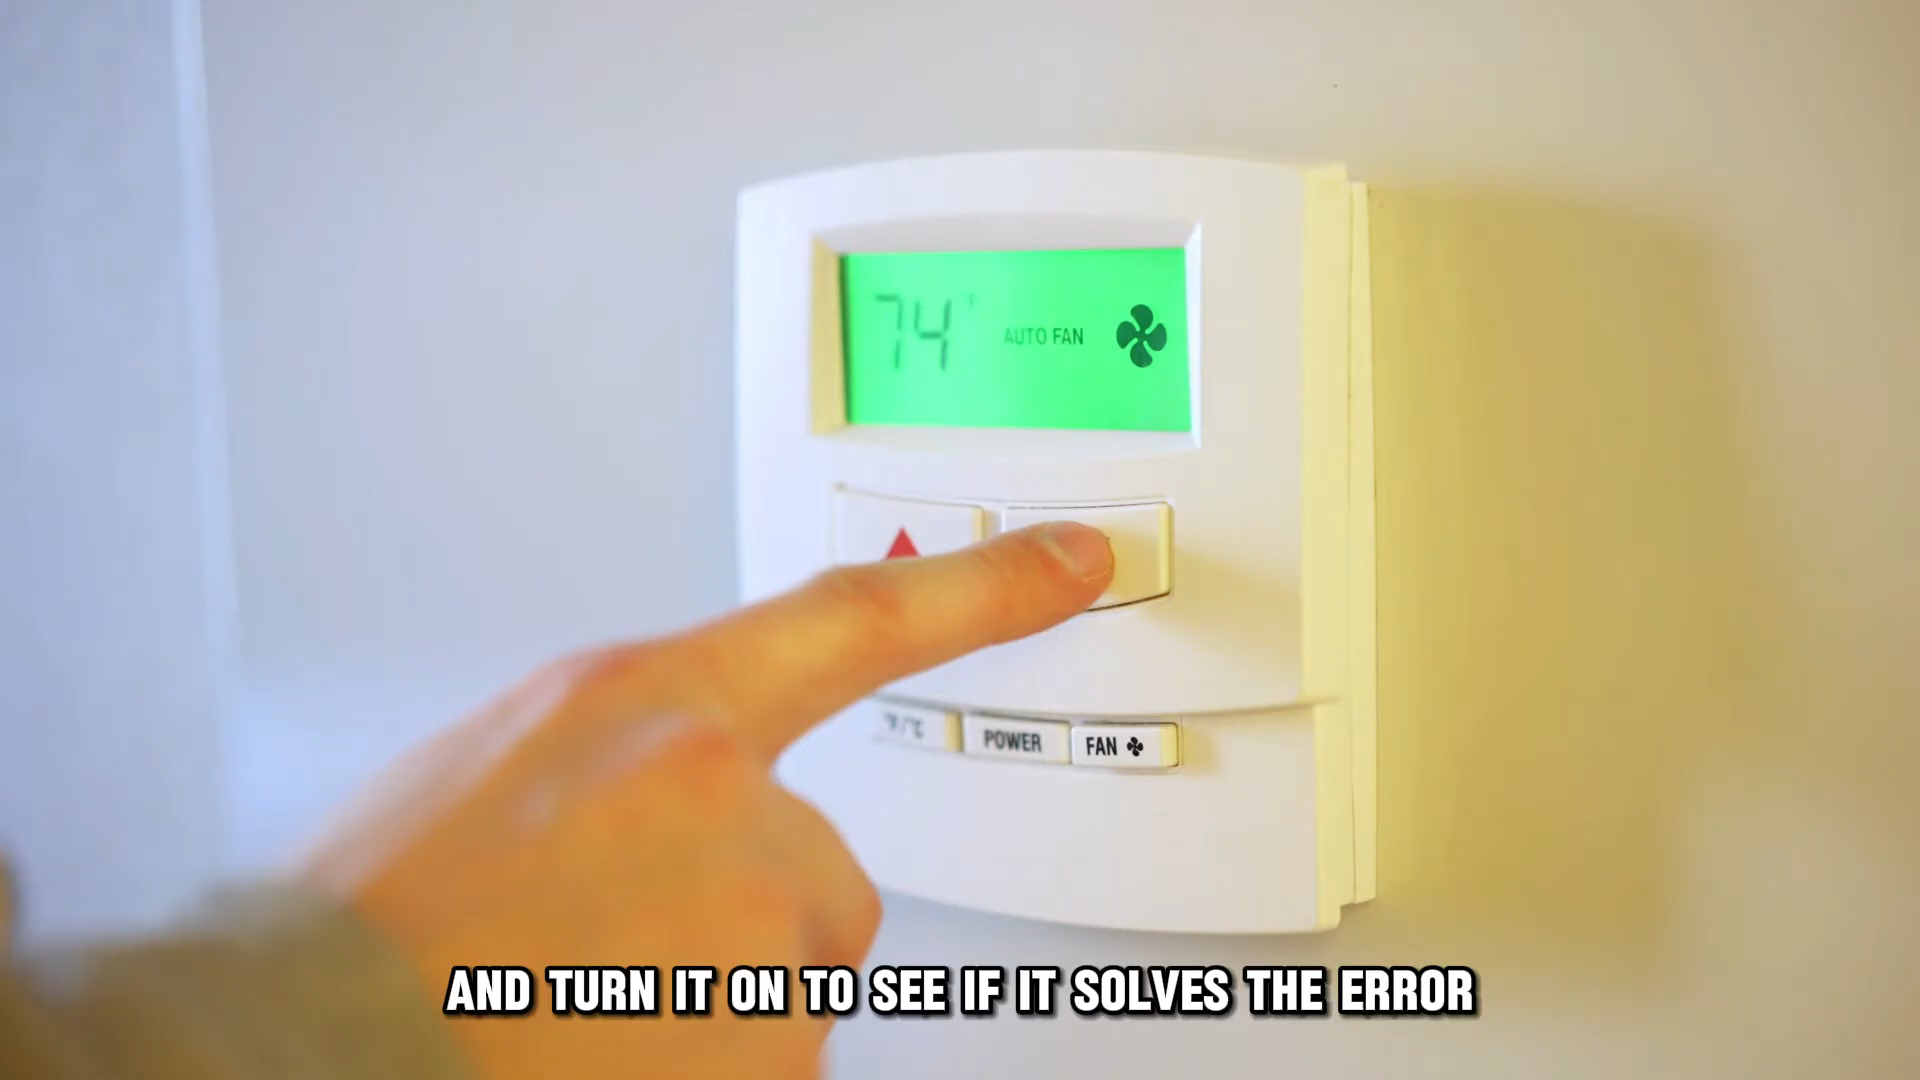 74°
AUTO FAN
°F/°C
POWER
FAN
AND TURN IT ON TO SEE IF IT SOLVES THE ERROR